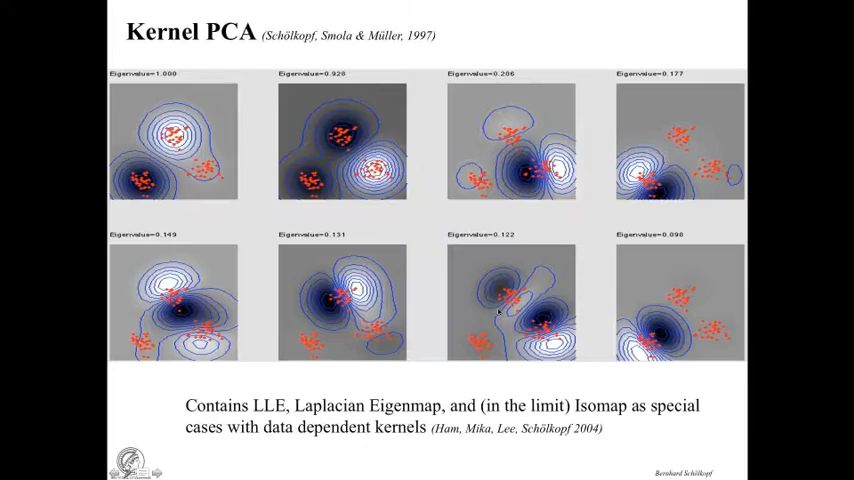 Kernel PCA (Schölkopf, Smola & Müller, 1997)
Eigenvalue=1.000 Eigenvalue=0.928 Eigenvalue=0.206 Eigenvalue=0.177
Eigenvalue=0.149 Eigenvalue=0.131 Eigenvalue=0.122 Eigenvalue=0.098
Contains LLE, Laplacian Eigenmap, and (in the limit) Isomap as special
cases with data dependent kernels (Ham, Mika, Lee, Schölkopf 2004)
Bernhard Schölkopf